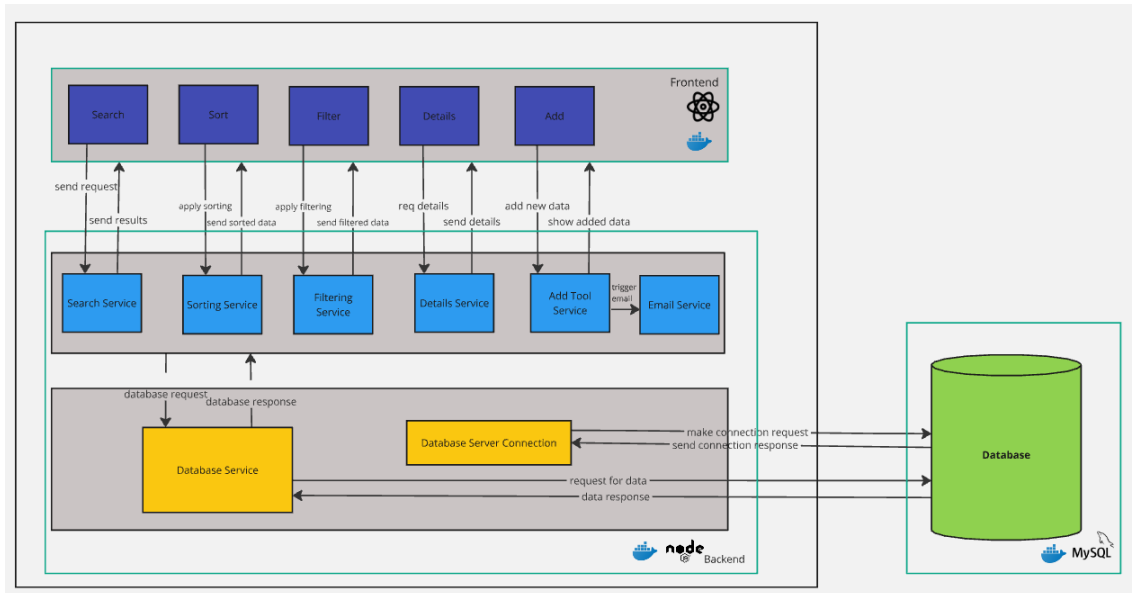 Frontend
Search
Sort
Filter
Details
Add
send request
send results
apply sorting
send sorted data
apply filtering
send filtered data
req details
send details
add new data
show added data
Search Service
Sorting Service
Filtering
Service
Details Service
Add Tool
Service
trigger
email
Email Service
database request
database response
Database Service
Database Server Connection
make connection request
send connection response
request for data
data response
Database
node
JS
Backend
MySQL